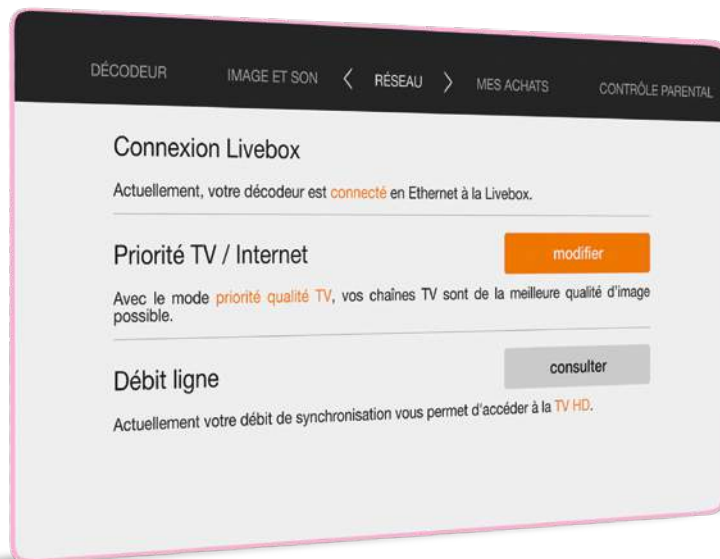 DÉCODEUR IMAGE ET SON < RÉSEAU > MES ACHATS CONTRÔLE PARENTAL
Connexion Livebox
Actuellement, votre décodeur est connecté en Ethernet à la Livebox.
Priorité TV / Internet modifier
Avec le mode priorité qualité TV, vos chaînes TV sont de la meilleure qualité d'image
possible.
Débit ligne consulter
Actuellement votre débit de synchronisation vous permet d'accéder à la TV HD.